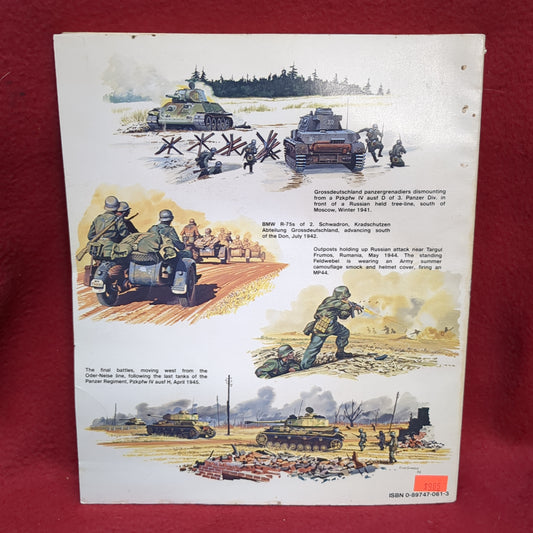 Grossdeutschland panzergrenadiers dismounting
from a Pzkpfw IV ausf D of 3. Panzer Div. in
front of a Russian held tree-line, south of
Moscow, Winter 1941.
BMW R-75s of 2. Schwadron, Kradschutzen
Abteilung Grossdeutschland, advancing south
of the Don, July 1942.
Outposts holding up Russian attack near Targul
Frumos, Rumania, May 1944. The standing
Feldwebel is wearing an Army summer
camouflage smock and helmet cover, firing an
MP44.
The final battles, moving west from the
Oder-Neise line, following the last tanks of the
Panzer Regiment, Pzkpfw IV ausf H, April 1945.
ISBN 0-89747-061-3